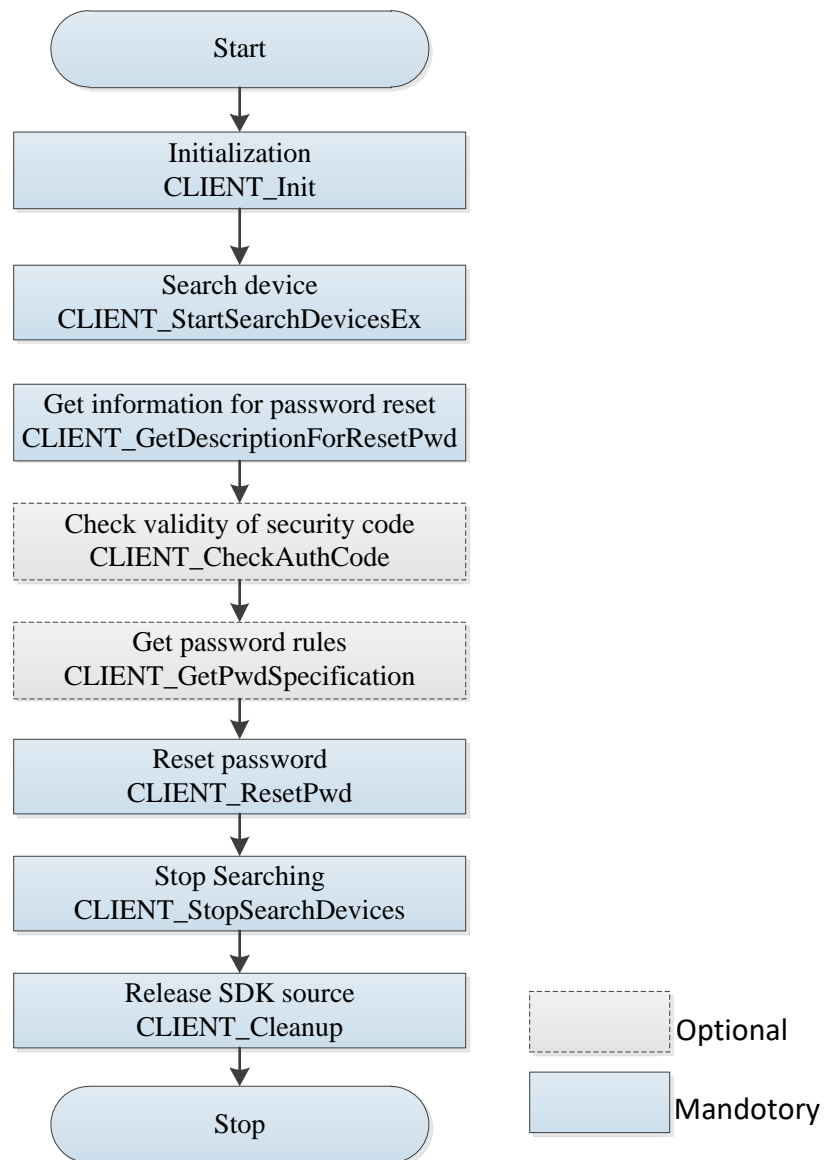 Start
Initialization
CLIENT_Init
Search device
CLIENT_StartSearchDevicesEx
Get information for password reset
CLIENT_GetDescriptionForResetPwd
Check validity of security code
CLIENT_CheckAuthCode
Get password rules
CLIENT_GetPwdSpecification
Reset password
CLIENT_ResetPwd
Stop Searching
CLIENT_StopSearchDevices
Release SDK source
CLIENT_Cleanup
Stop
Optional
Mandotory